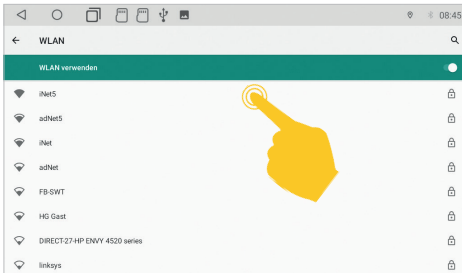 08:45
WLAN
WLAN verwenden
iNet5
adNet5
iNet
adNet
FB-SWT
HG Gast
DIRECT-27-HP ENVY 4520 series
linksys